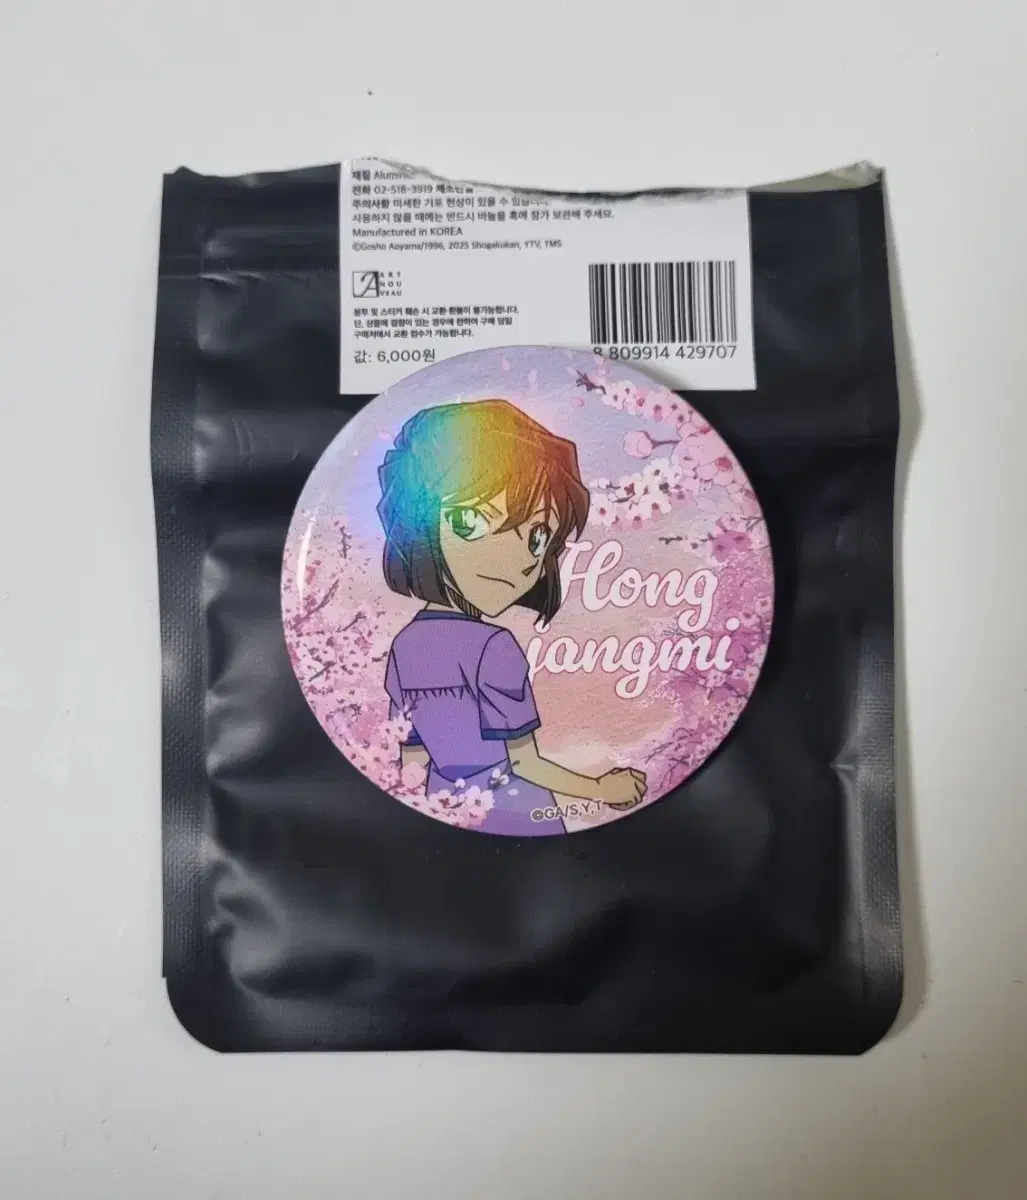 재질 Alumin
전화 02-518-3919 제조
주의사항 미세한 기포 현상이 있을 수 있습니다.
사용하지 않을 때에는 반드시 바늘을 훅에 잠가 보관해 주세요.
Manufactured in KOREA
©Gosho Aoyama/1996, 2025 Shogakukan, YTV, TMS
ART
NOU
VEAU
봉투 및 스티커 훼손 시 교환·환불이 불가능합니다.
단, 상품에 결함이 있는 경우에 한하여 구매 당일
구매처에서 교환 접수가 가능합니다.
값: 6,000원
8 809914 429707
Hong
jangmi
©GA/S,Y,T